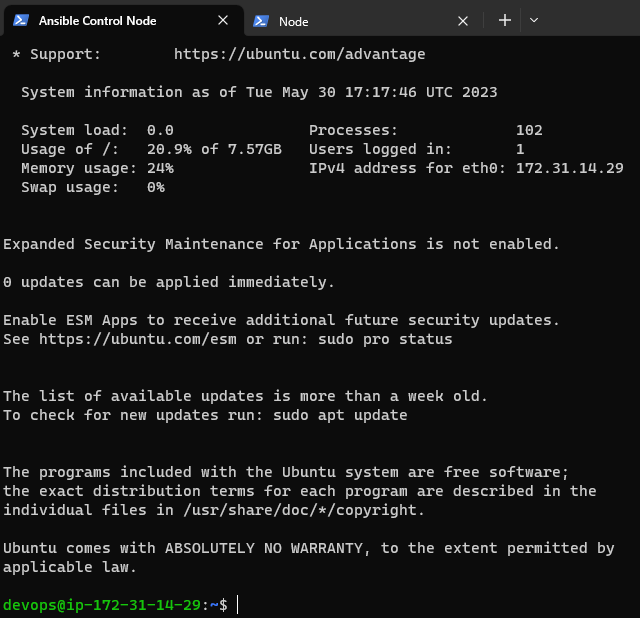 Ansible Control Node
Node
* Support:        https://ubuntu.com/advantage
System information as of Tue May 30 17:17:46 UTC 2023
System load:  0.0               Processes:             102
Usage of /:   20.9% of 7.57GB   Users logged in:       1
Memory usage: 24%               IPv4 address for eth0: 172.31.14.29
Swap usage:   0%
Expanded Security Maintenance for Applications is not enabled.
0 updates can be applied immediately.
Enable ESM Apps to receive additional future security updates.
See https://ubuntu.com/esm or run: sudo pro status
The list of available updates is more than a week old.
To check for new updates run: sudo apt update
The programs included with the Ubuntu system are free software;
the exact distribution terms for each program are described in the
individual files in /usr/share/doc/*/copyright.
Ubuntu comes with ABSOLUTELY NO WARRANTY, to the extent permitted by
applicable law.
devops@ip-172-31-14-29:~$